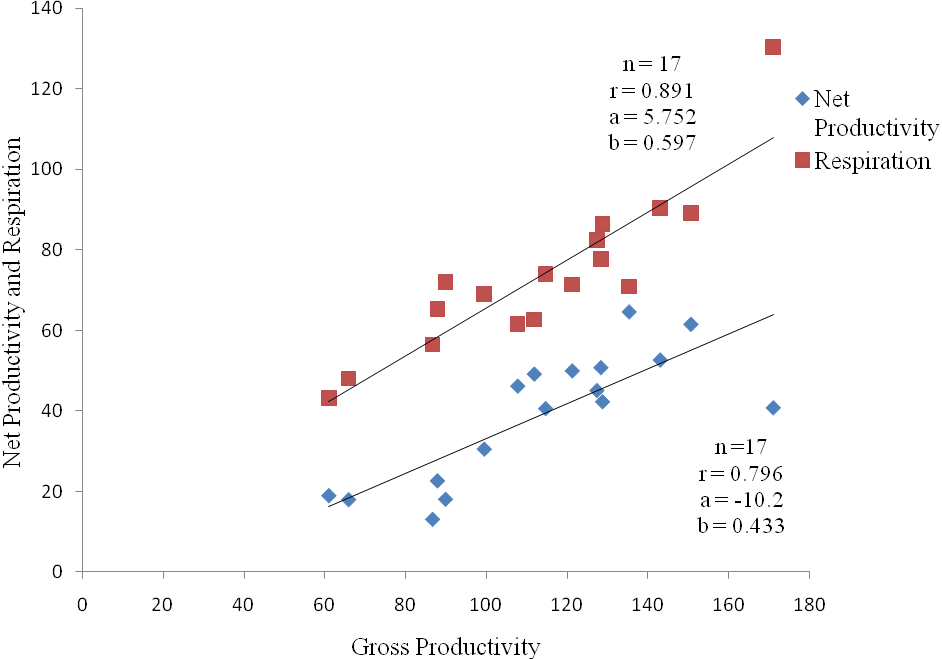 140
120
100
80
60
40
20
0
0
20
40
60
80
100
120
140
160
180
Net Productivity and Respiration
Gross Productivity
n = 17
r = 0.891
a = 5.752
b = 0.597
Net
Productivity
Respiration
n =17
r = 0.796
a = -10.2
b = 0.433